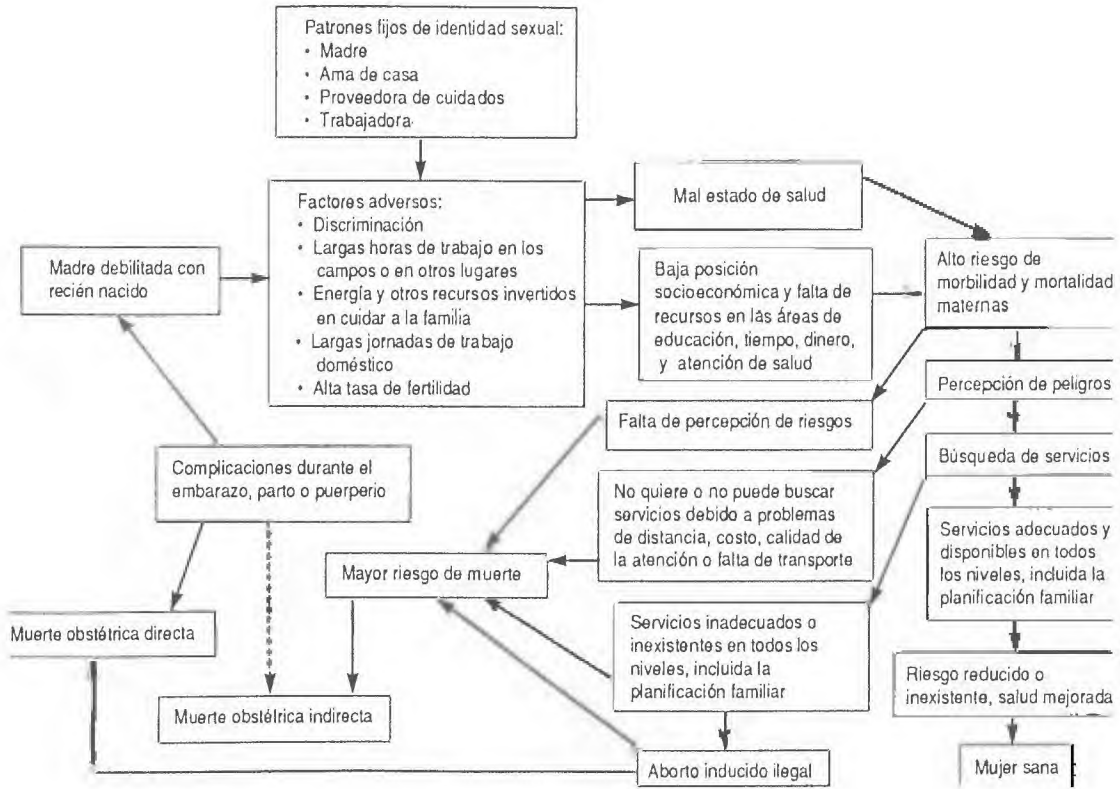 Patrones fijos de identidad sexual:
• Madre
• Ama de casa
• Proveedora de cuidados
• Trabajadora
Factores adversos:
• Discriminación
• Largas horas de trabajo en los
campos o en otros lugares
• Energía y otros recursos invertidos
en cuidar a la familia
• Largas jornadas de trabajo
doméstico
• Alta tasa de fertilidad
Mal estado de salud
Madre debilitada con
recién nacido
Baja posición
socioeconómica y falta de
recursos en las áreas de
educación, tiempo, dinero,
y atención de salud
Alto riesgo de
morbilidad y mortalidad
maternas
Falta de percepción de riesgos
Percepción de peligros
Búsqueda de servicios
Complicaciones durante el
embarazo, parto o puerperio
No quiere o no puede buscar
servicios debido a problemas
de distancia, costo, calidad de
la atención o falta de transporte
Servicios adecuados y
disponibles en todos
los niveles, incluida la
planificación familiar
Mayor riesgo de muerte
Muerte obstétrica directa
Servicios inadecuados o
inexistentes en todos los
niveles, incluida la
planificación familiar
Riesgo reducido o
inexistente, salud mejorada
Muerte obstétrica indirecta
Aborto inducido ilegal
Mujer sana